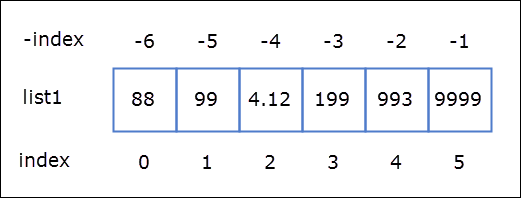 -index -6 -5 -4 -3 -2 -1
list1 88 99 4.12 199 993 9999
index 0 1 2 3 4 5